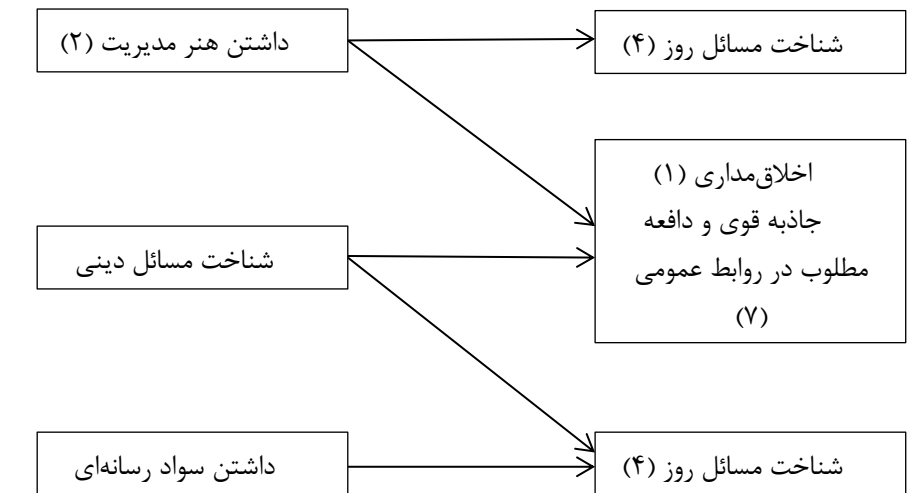 شناخت مسائل روز (۴)
داشتن هنر مدیریت (۲)
اخلاق‌مداری (۱)
جاذبه قوی و دافعه
مطلوب در روابط عمومی
(۷)
شناخت مسائل دینی
شناخت مسائل روز (۴)
داشتن سواد رسانه‌ای